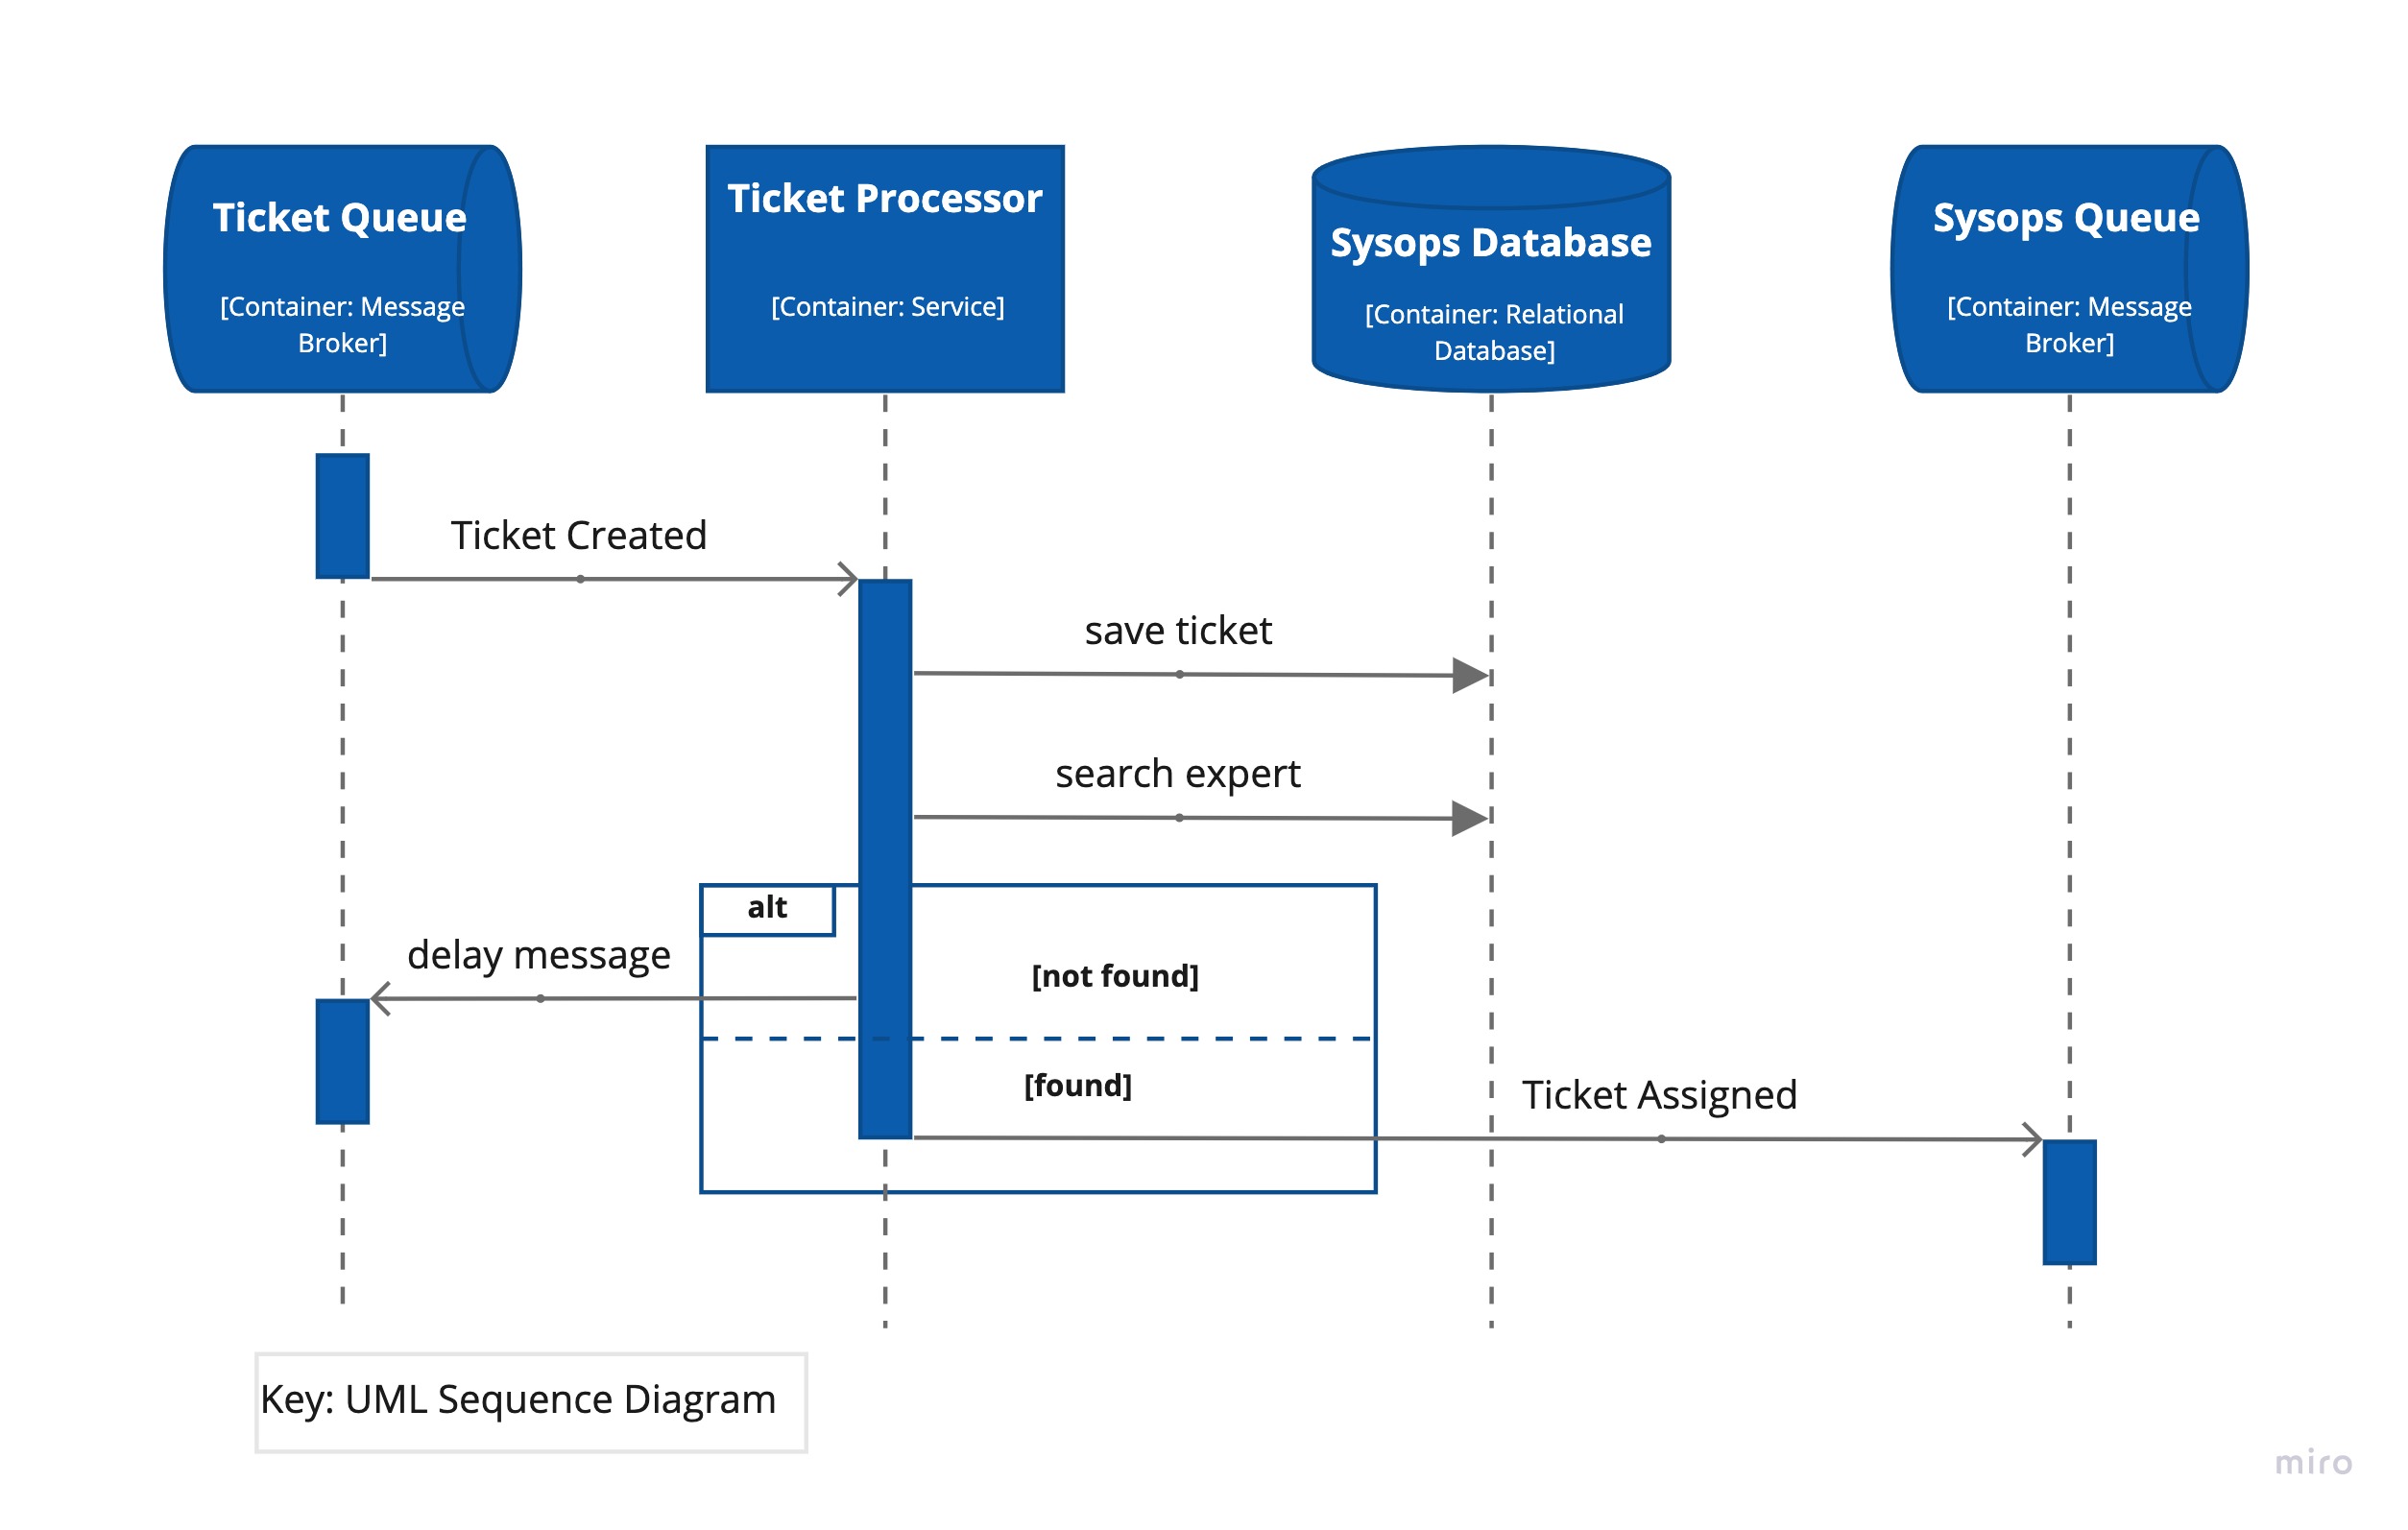 Ticket Queue
[Container: Message
Broker]
Ticket Processor
[Container: Service]
Sysops Database
[Container: Relational
Database]
Sysops Queue
[Container: Message
Broker]
Ticket Created
save ticket
search expert
alt
delay message
[not found]
[found]
Ticket Assigned
Key: UML Sequence Diagram
miro